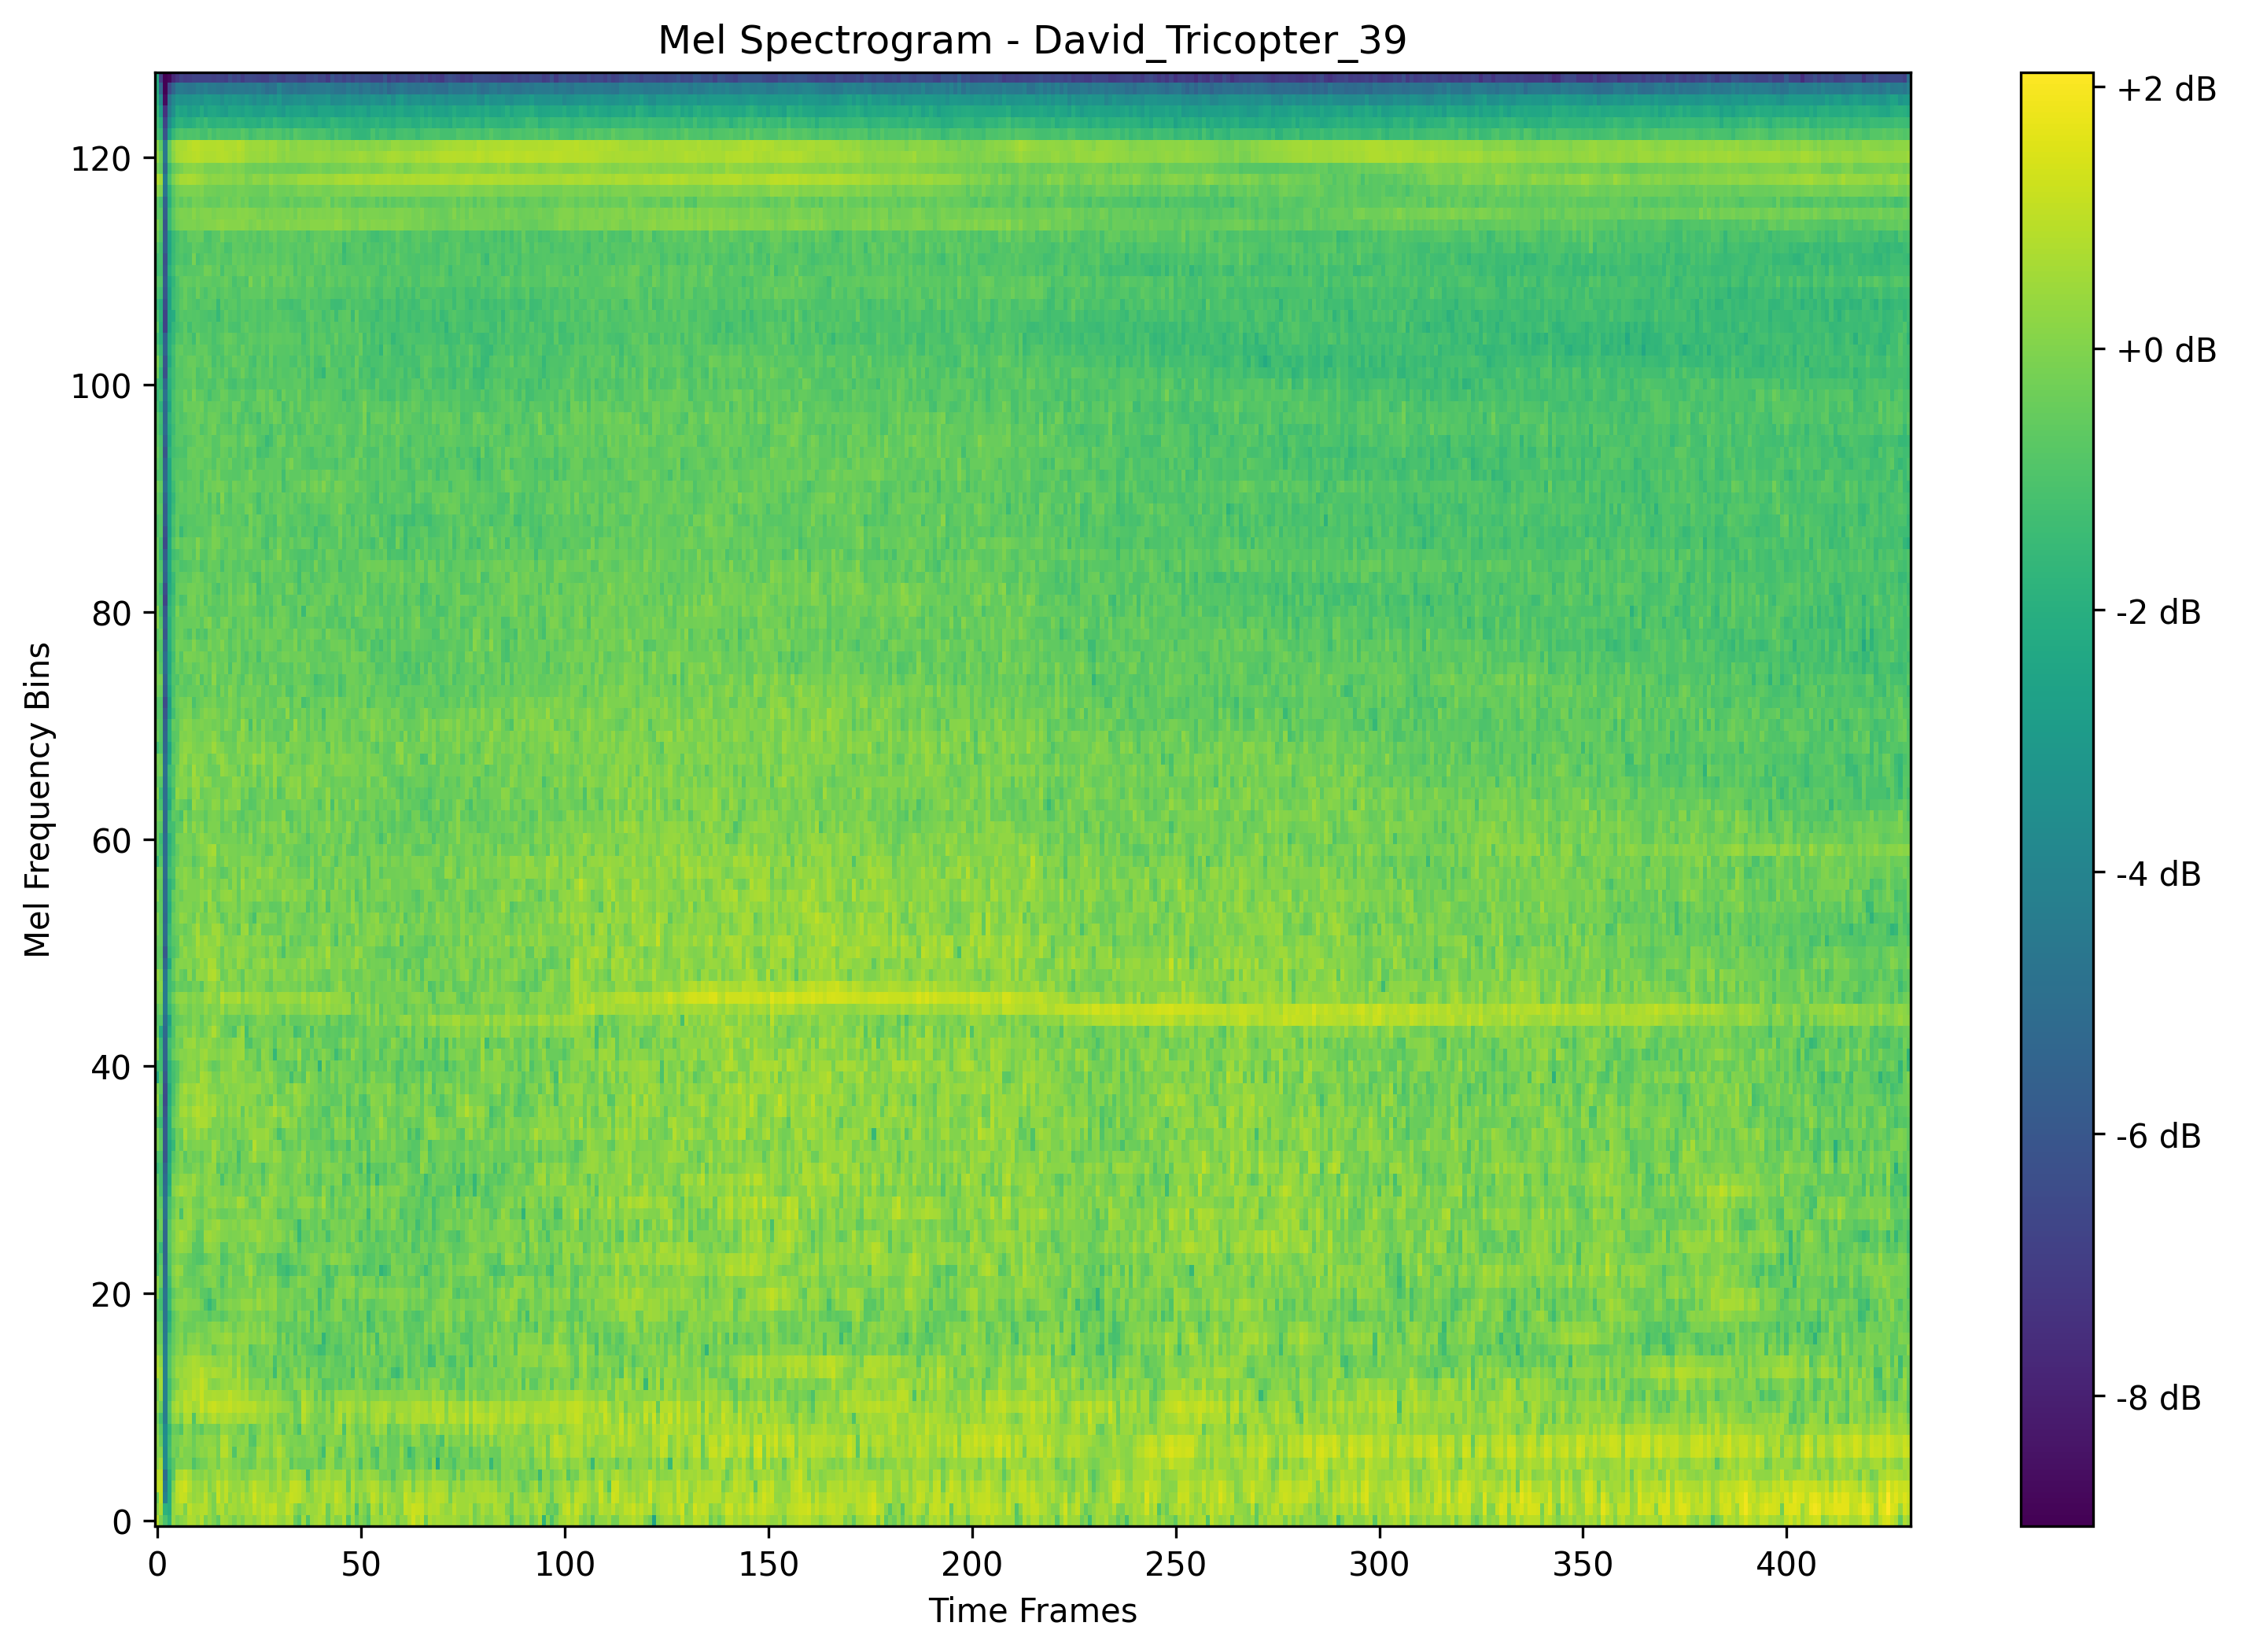 Mel Spectrogram - David_Tricopter_39
Mel Frequency Bins
120
100
80
60
40
20
0
0 50 100 150 200 250 300 350 400
Time Frames
+2 dB
+0 dB
-2 dB
-4 dB
-6 dB
-8 dB